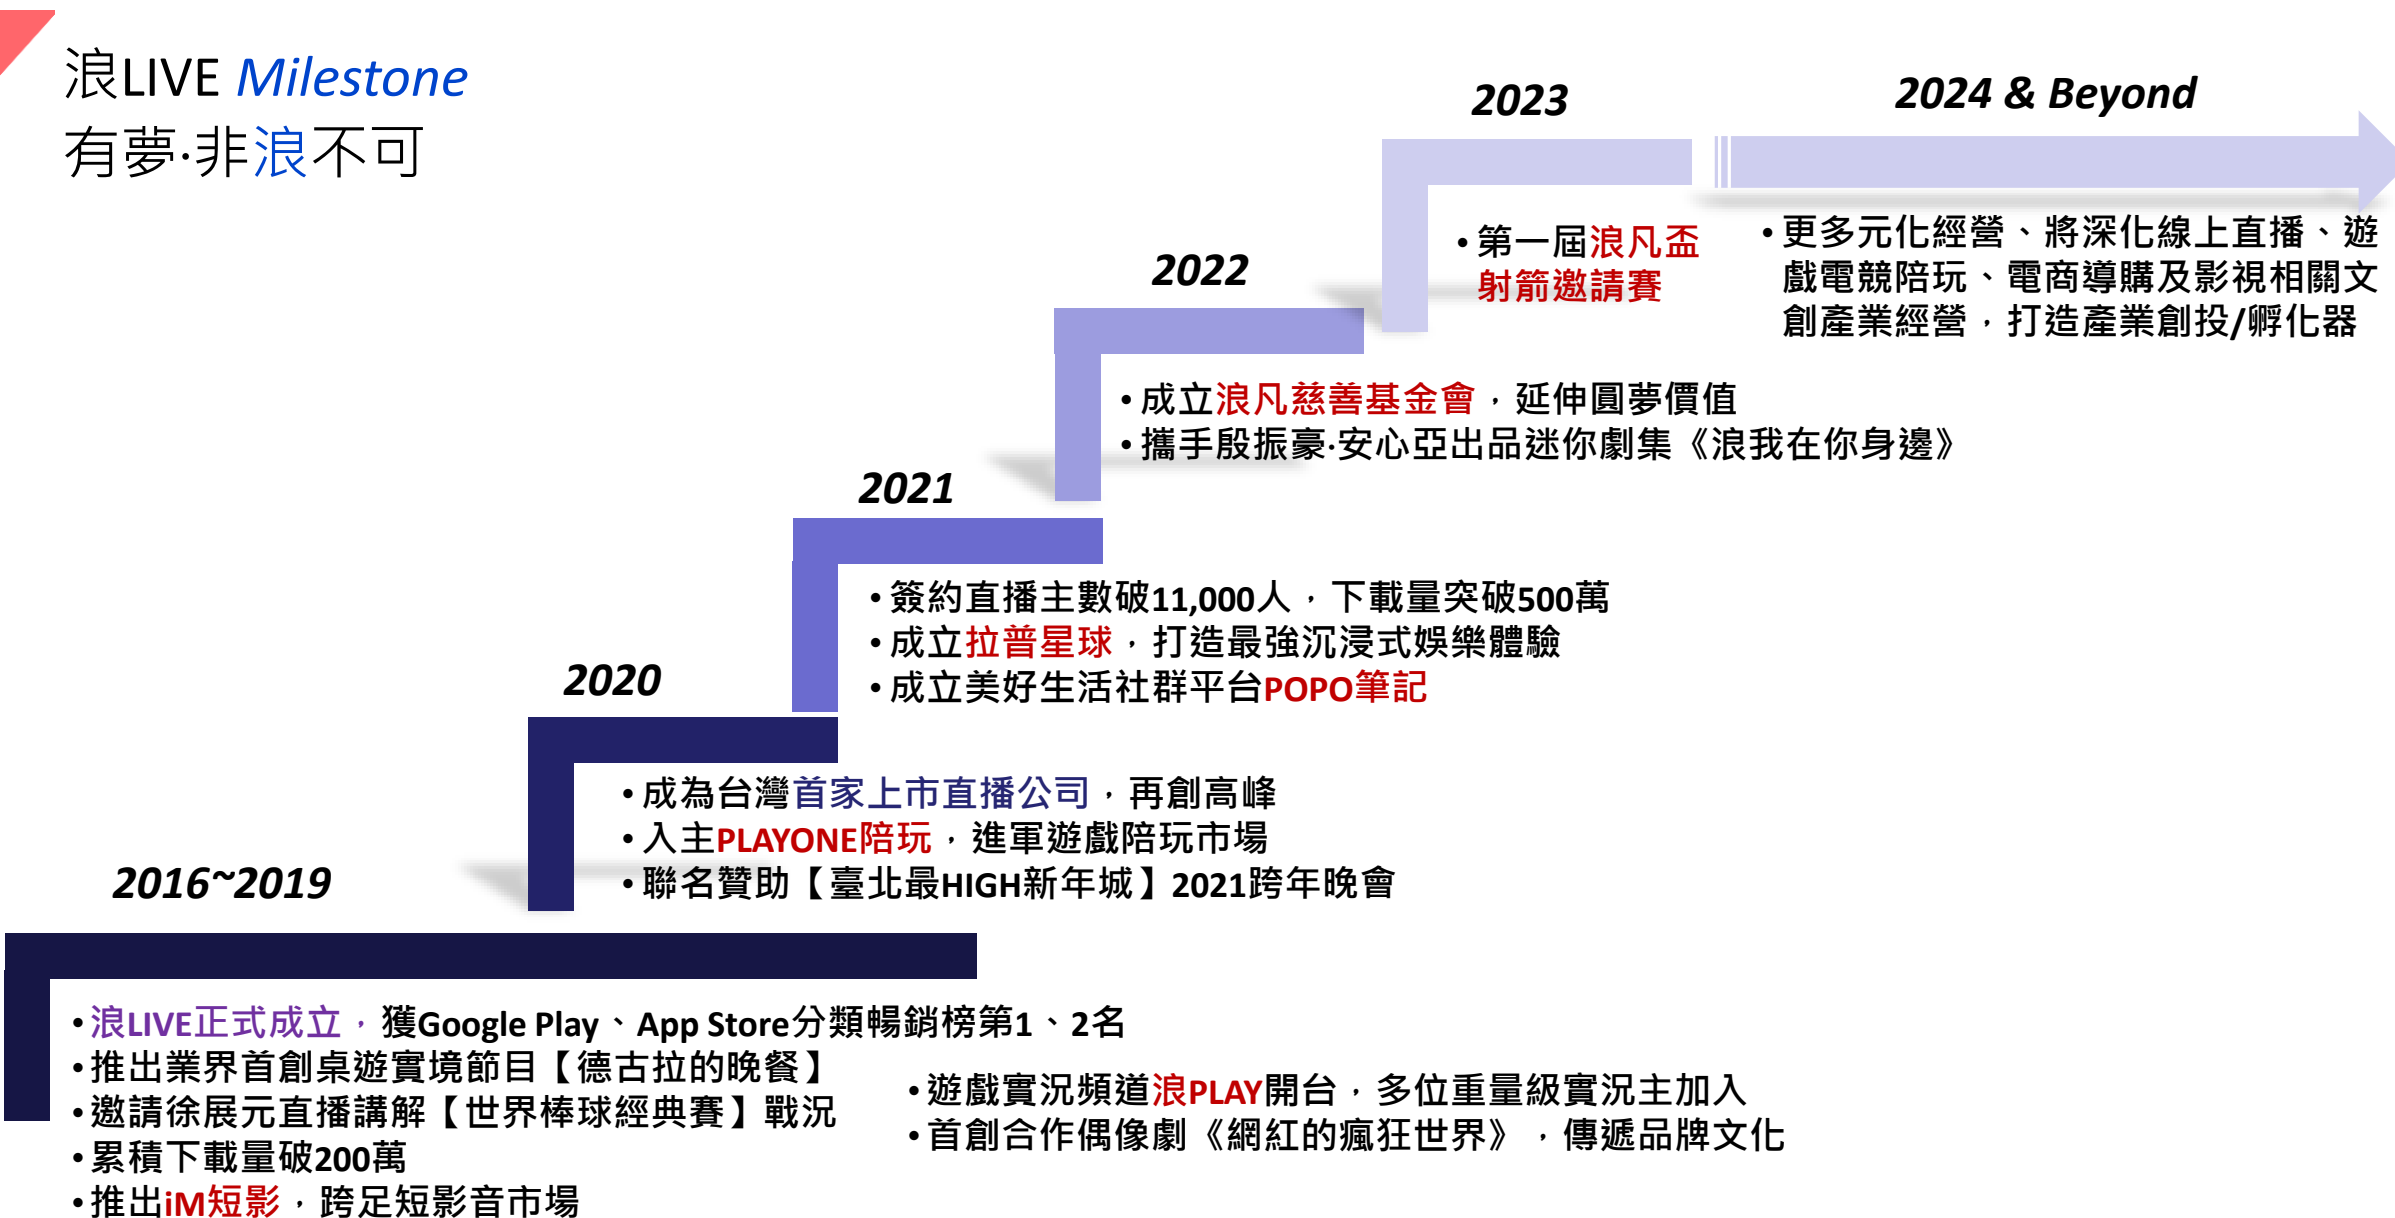 浪LIVE Milestone
有夢·非浪不可
2016~2019
•浪LIVE正式成立，獲Google Play、App Store分類暢銷榜第1、2名
•推出業界首創桌遊實境節目【德古拉的晚餐】
•邀請徐展元直播講解【世界棒球經典賽】戰況
•累積下載量破200萬
•推出iM短影，跨足短影音市場
•遊戲實況頻道浪PLAY開台，多位重量級實況主加入
•首創合作偶像劇《網紅的瘋狂世界》，傳遞品牌文化
2020
•成為台灣首家上市直播公司，再創高峰
•入主PLAYONE陪玩，進軍遊戲陪玩市場
•聯名贊助【臺北最HIGH新年城】2021跨年晚會
2021
•簽約直播主數破11,000人，下載量突破500萬
•成立拉普星球，打造最強沉浸式娛樂體驗
•成立美好生活社群平台POPO筆記
2022
•成立浪凡慈善基金會，延伸圓夢價值
•攜手殷振豪·安心亞出品迷你劇集《浪我在你身邊》
2023
•第一屆浪凡盃
射箭邀請賽
2024 & Beyond
•更多元化經營、將深化線上直播、遊
戲電競陪玩、電商導購及影視相關文
創產業經營，打造產業創投/孵化器